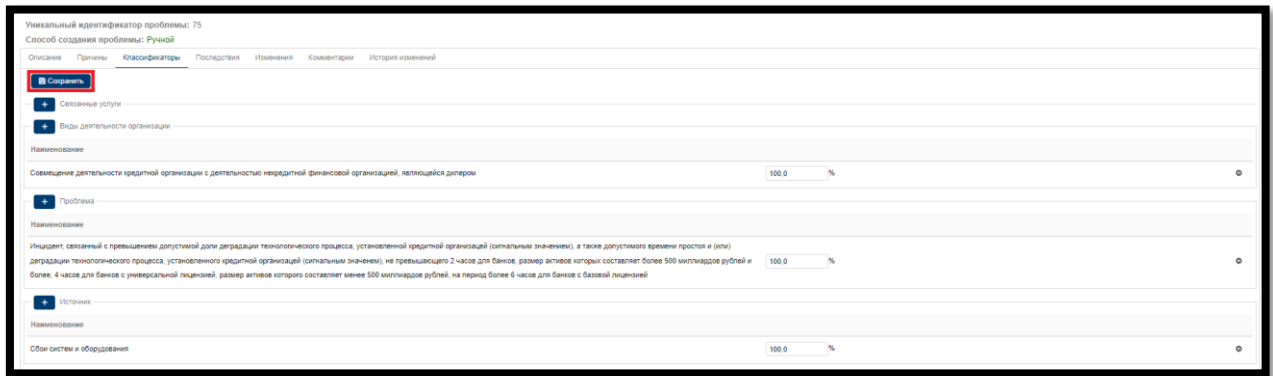 Уникальный идентификатор проблемы: 75
Способ создания проблемы: Ручной
Описание Причины Классификаторы Последствия Изменения Комментарии История изменений
Сохранить
+ Связанные услуги
+ Виды деятельности организации
Наименование
Совмещение деятельности кредитной организации с деятельностью некредитной финансовой организацией, являющейся дилером 100,0 %
+ Проблема
Наименование
Инцидент, связанный с превышением допустимой доли деградации технологического процесса, установленной кредитной организацией (сигнальным значением), а также допустимого времени простоя и (или)
деградации технологического процесса, установленного кредитной организацией (сигнальным значенем), не превышающего 2 часов для банков, размер активов которых составляет более 500 миллиардов рублей и 100,0 %
более, 4 часов для банков с универсальной лицензией, размер активов которого составляет менее 500 миллиардов рублей, на период более 6 часов для банков с базовой лицензией
+ Источник
Наименование
Сбои систем и оборудования 100,0 %